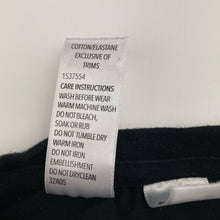 COTTON/ELASTANE
EXCLUSIVE OF
TRIMS
1537554
CARE INSTRUCTIONS
WASH BEFORE WEAR
WARM MACHINE WASH
DO NOT BLEACH,
SOAK OR RUB
DO NOT TUMBLE DRY
WARM IRON
DO NOT IRON
EMBELLISHMENT
DO NOT DRYCLEAN
32A05